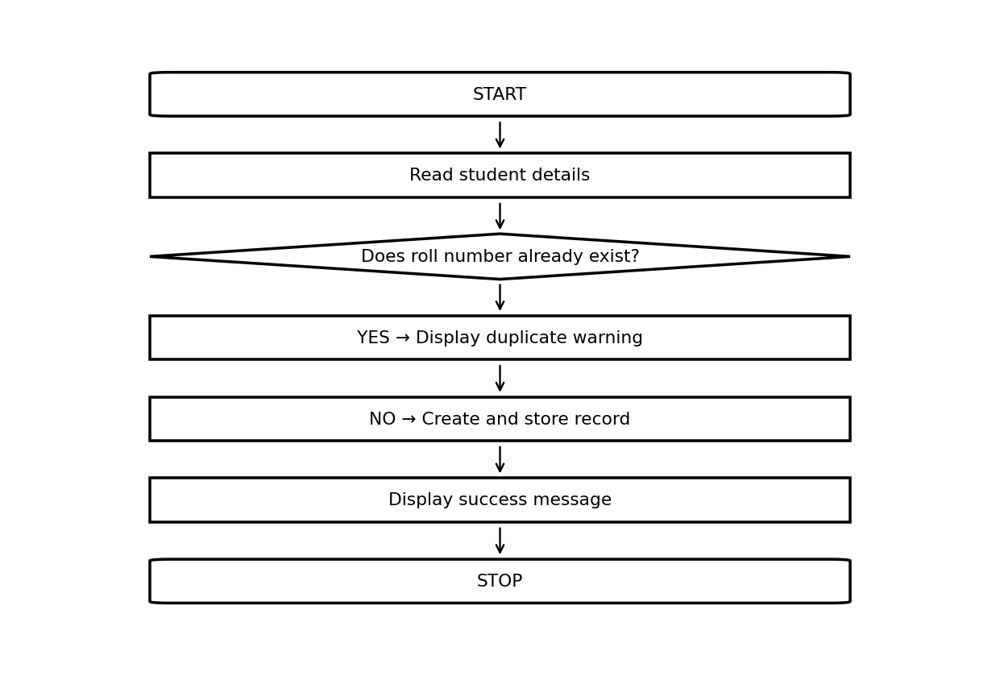 START
Read student details
Does roll number already exist?
YES → Display duplicate warning
NO → Create and store record
Display success message
STOP